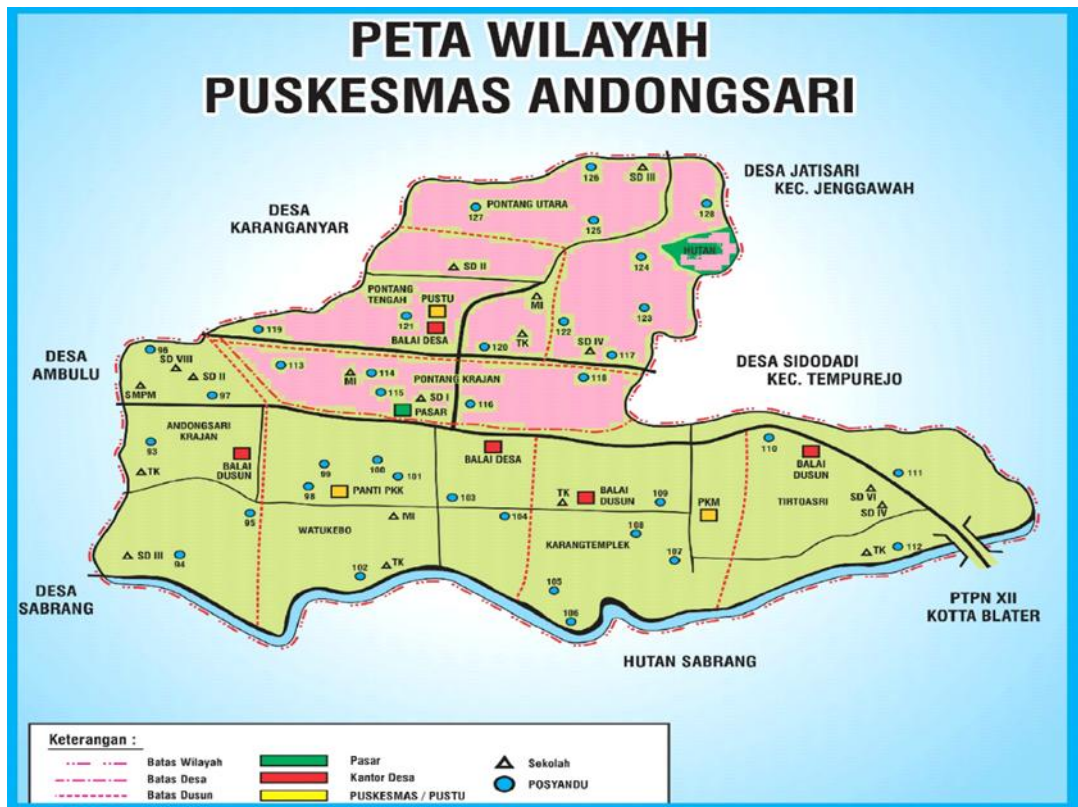 PETA WILAYAH
PUSKESMAS ANDONGSARI
DESA JATISARI
KEC. JENGGAWAH
DESA
KARANGANYAR
126
SD III
127
PONTANG UTARA
128
125
HUTAN
124
SD II
PONTANG
TENGAH
PUSTU
MI
123
121
122
119
BALAI DESA
120
TK
SD IV
117
DESA
AMBULU
96
SD VIII
SD II
SMPM
97
113
MI
114
PONTANG KRAJAN
118
115
SD I
PASAR
116
DESA SIDODADI
KEC. TEMPUREJO
ANDONGSARI
KRAJAN
93
TK
BALAI
DUSUN
99
100
101
98
PANTI PKK
BALAI DESA
103
104
TK
BALAI
DUSUN
109
PKM
110
BALAI
DUSUN
TIRTOASRI
111
SD VI
SD IV
95
WATUKEBO
MI
KARANGTEMPLEK
108
107
TK
112
SD III
94
102
TK
105
106
DESA
SABRANG
PTPN XII
KOTTA BLATER
HUTAN SABRANG
Keterangan :
Batas Wilayah
Batas Desa
Batas Dusun
Pasar
Kantor Desa
PUSKESMAS / PUSTU
Sekolah
POSYANDU